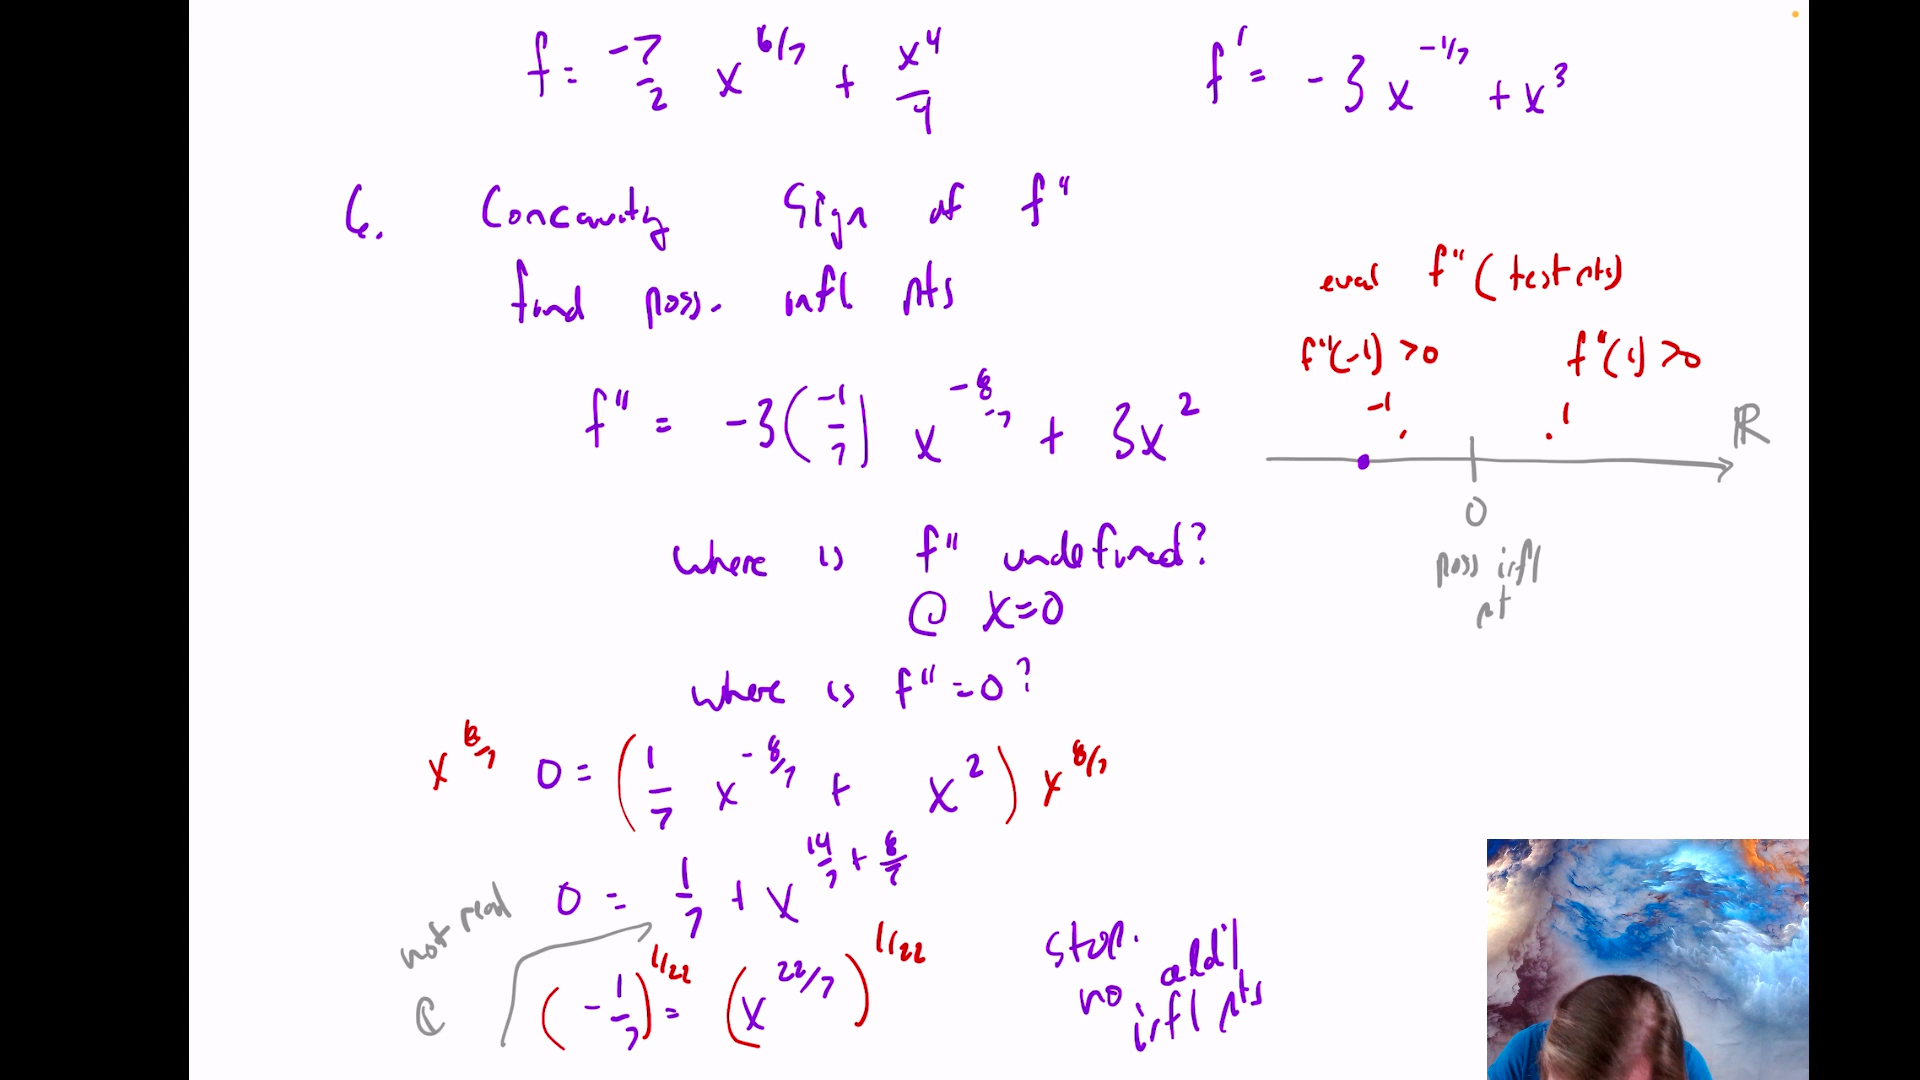 f = -7/2 x^{6/7} + x^4/4
f' = -3x^{-1/7} + x^3
6. Concavity Sign of f"
find poss. infl pts
eval f"(test pts)
f"(-1) >0 f"(1) >0
-1 1
f" = -3(-1/7) x^{-8/7} + 3x^2
ℝ
0
poss infl
pt
where is f" undefined?
@ x=0
where is f" = 0?
x^{8/7} 0 = (1/7 x^{-8/7} + x^2) x^{8/7}
0 = 1/7 + x^{14/7 + 8/7}
not real
ℂ
(-1/7)^{1/22} = (x^{22/7})^{1/22}
stop.
no add'l
infl pts